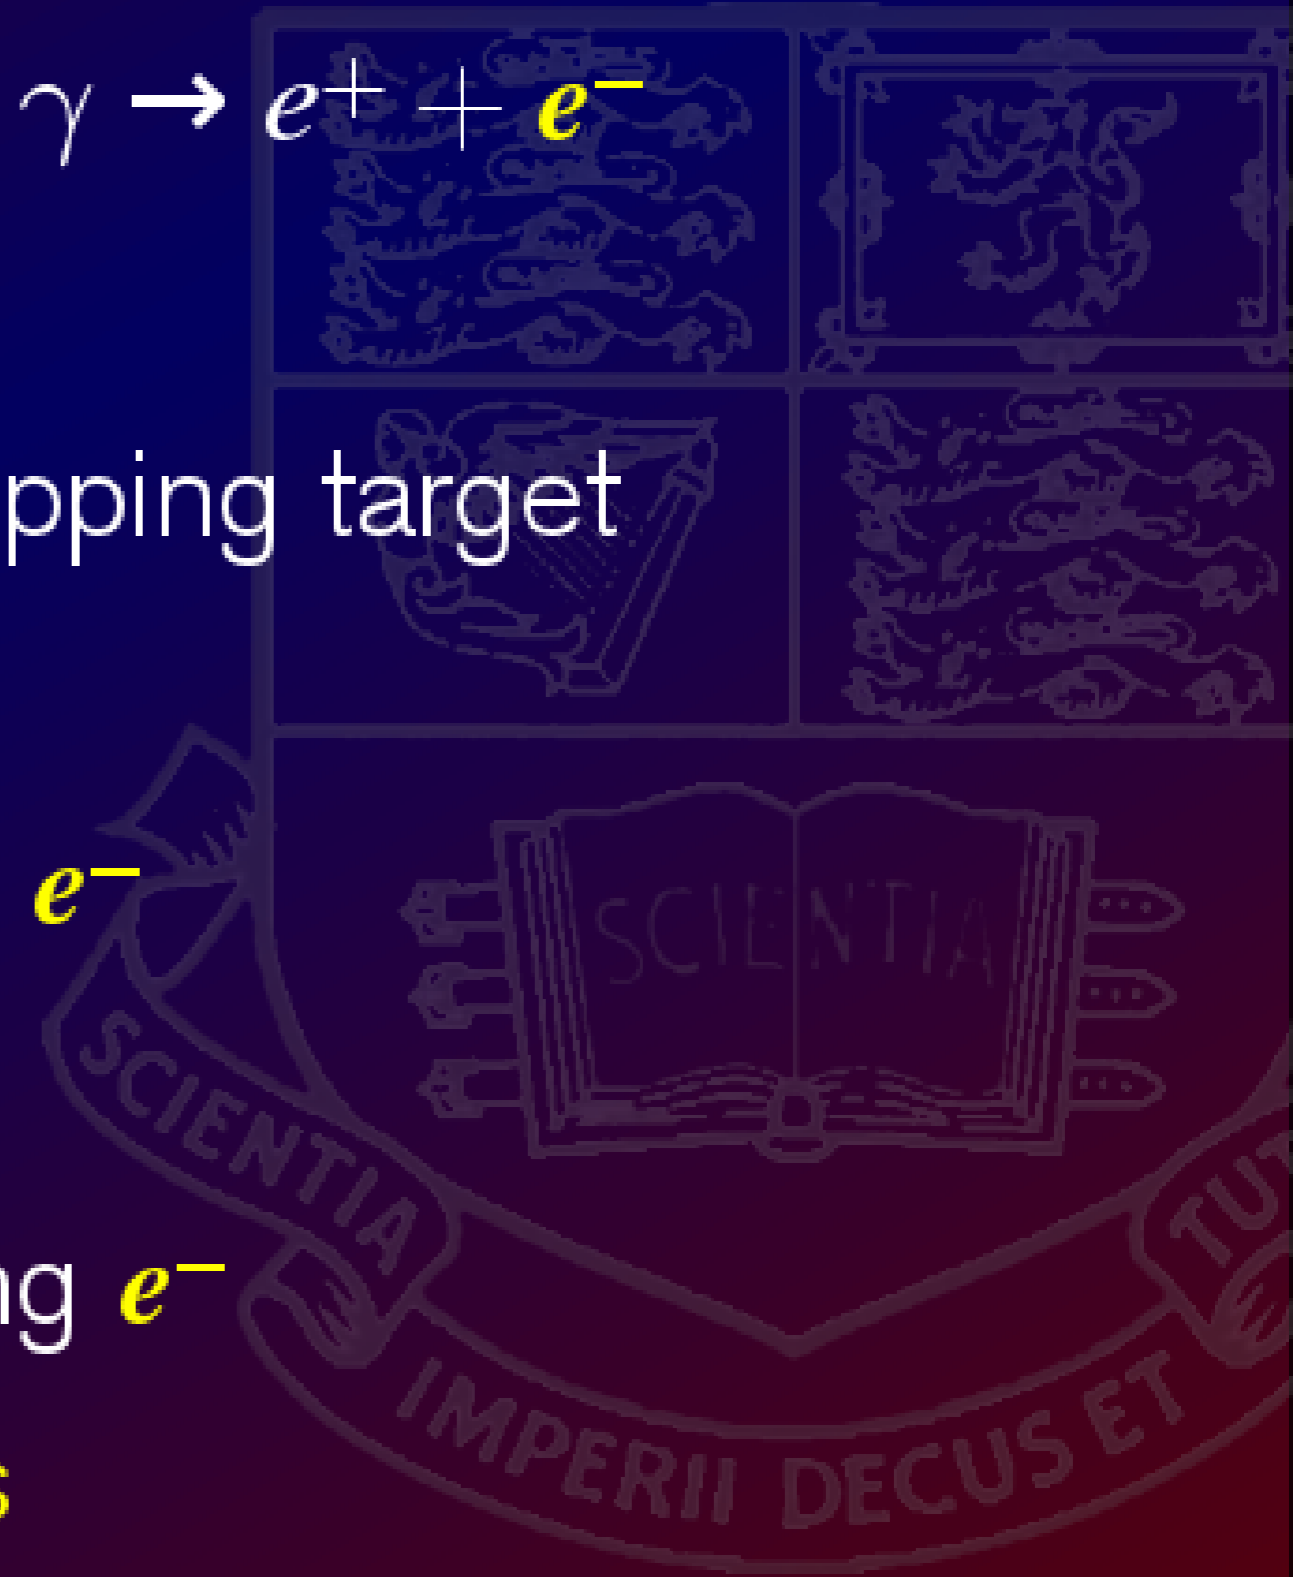 γ → e⁺ + e⁻
pping target
e⁻
SCIENTIA
ng e⁻
s
SCIENTIA
IMPERII DECUS ET
TUT